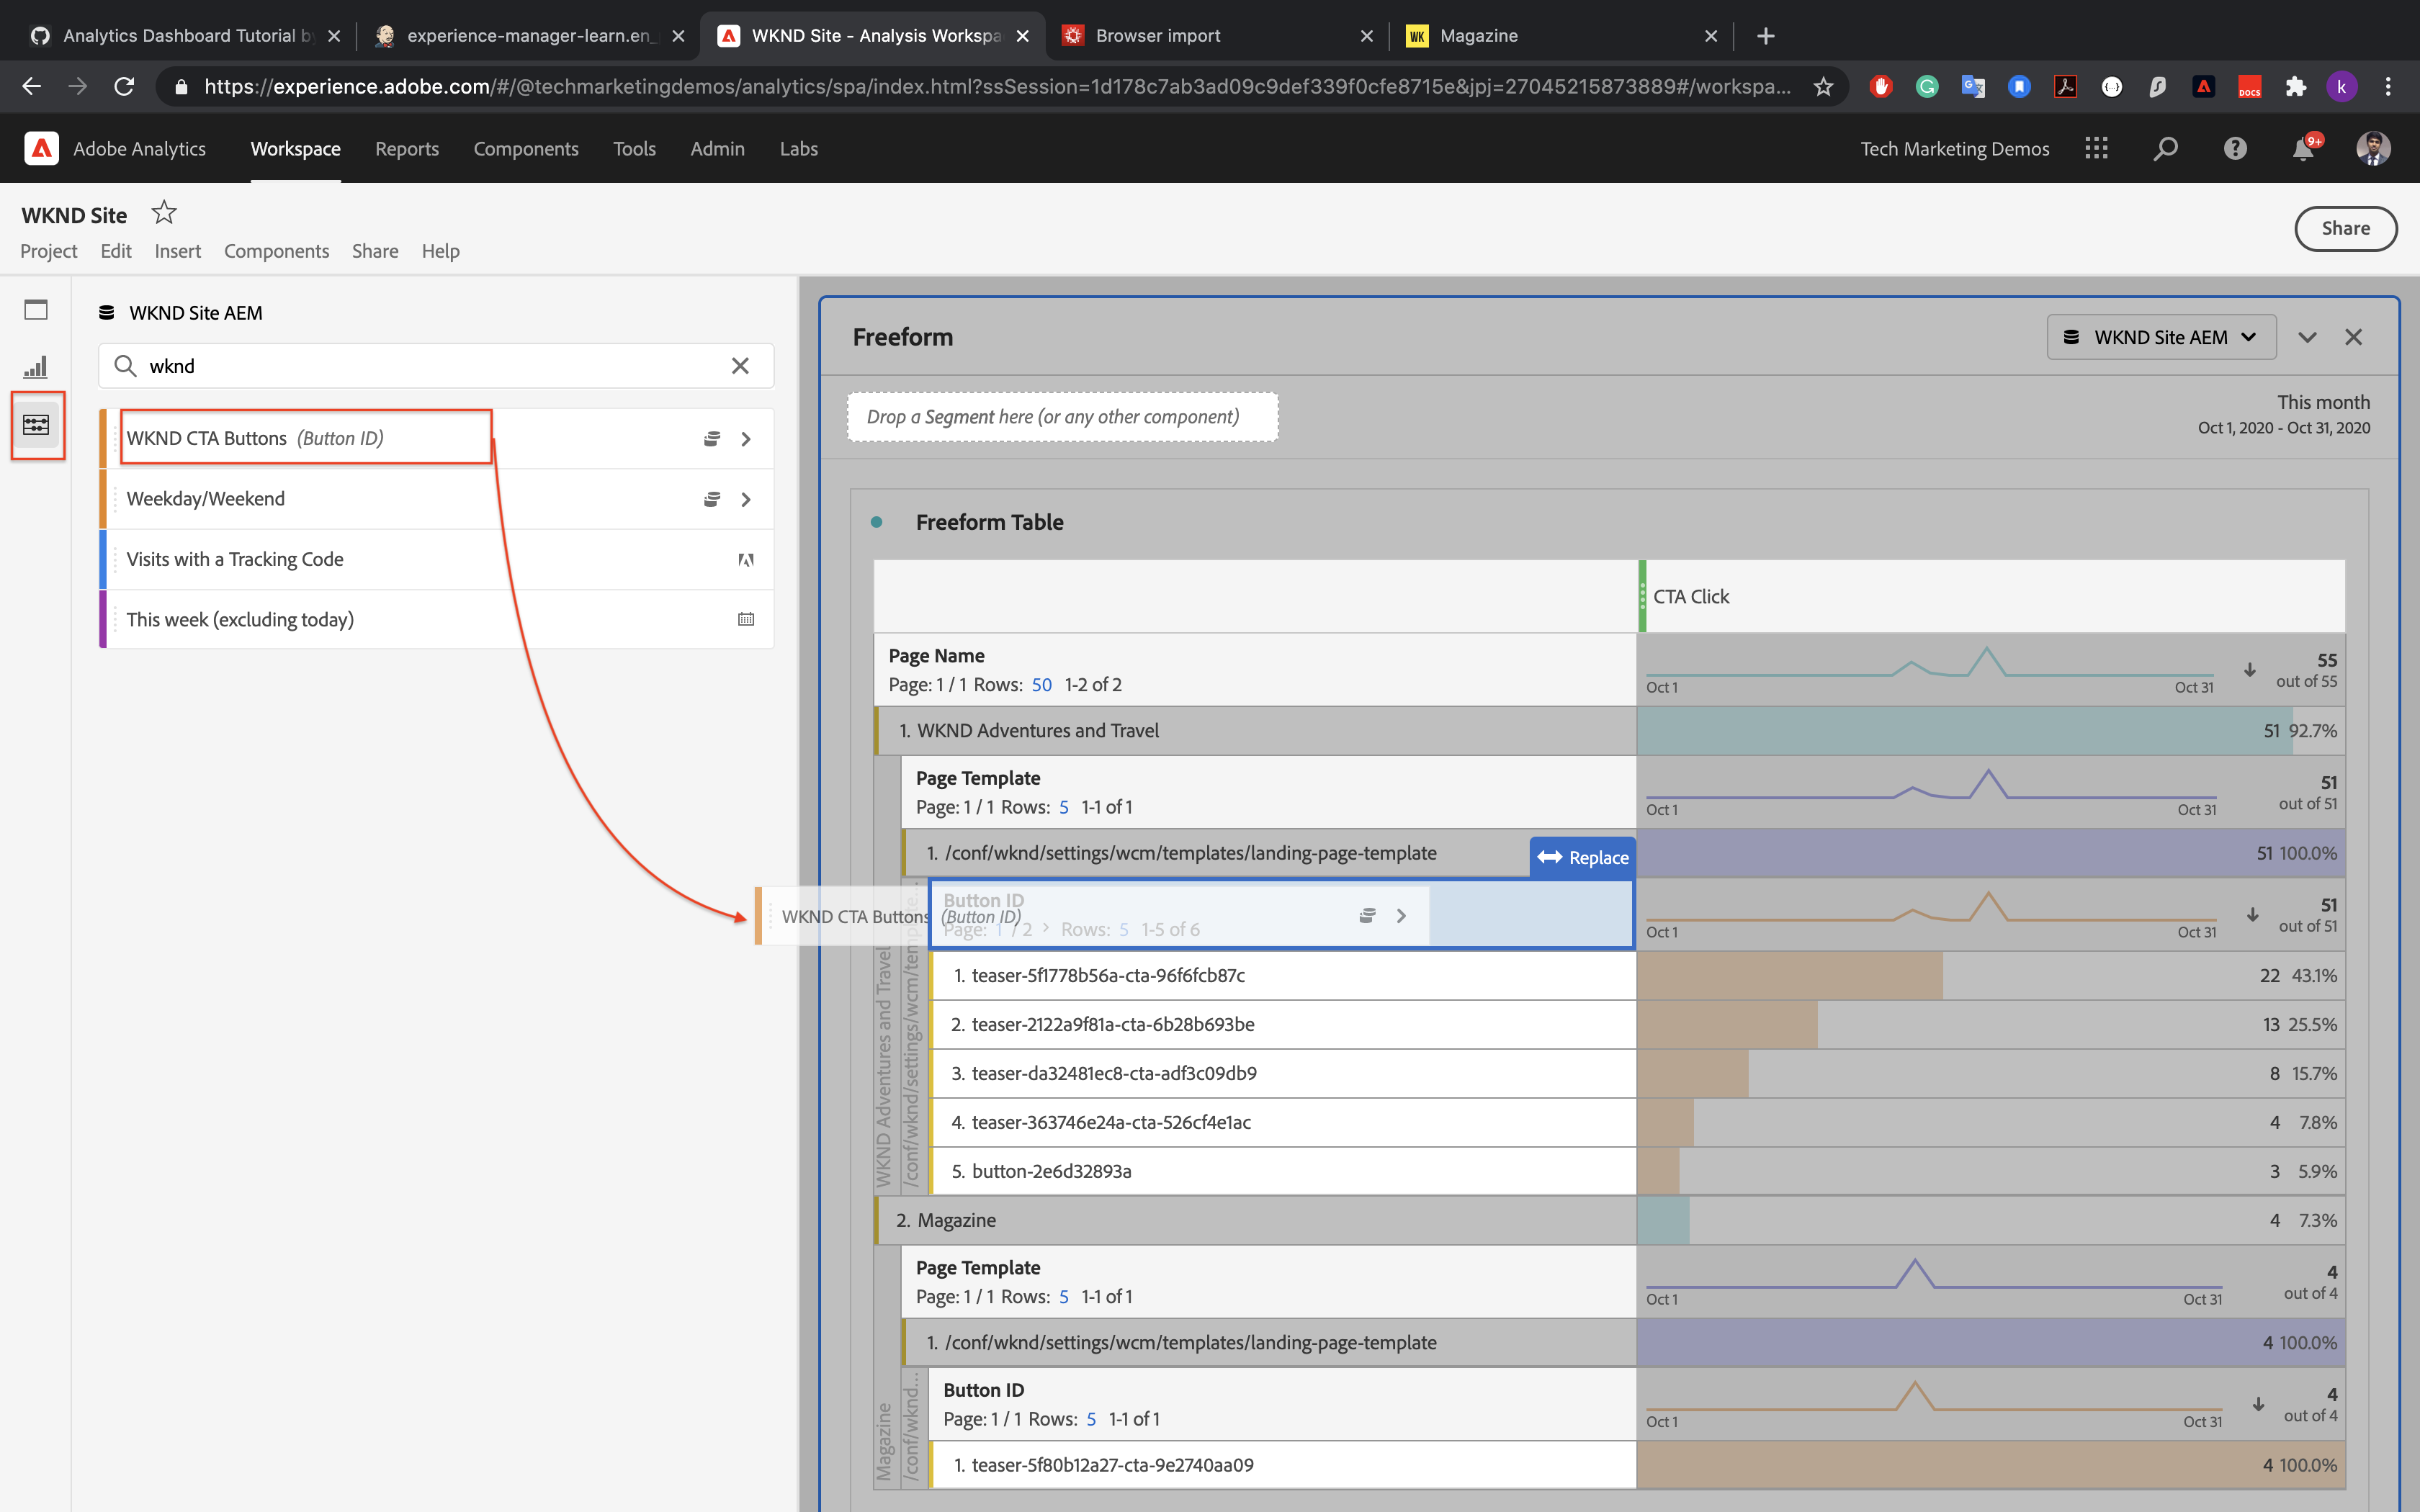 Analytics Dashboard Tutorial by
experience-manager-learn.en_
WKND Site - Analysis Workspa
Browser import
WK
Magazine
https://experience.adobe.com/#/@techmarketingdemos/analytics/spa/index.html?ssSession=1d178c7ab3ad09c9def339f0cfe8715e&jpj=27045215873889#/workspa...
DOCS
k
Adobe Analytics
Workspace
Reports
Components
Tools
Admin
Labs
Tech Marketing Demos
9+
WKND Site
Share
Project
Edit
Insert
Components
Share
Help
WKND Site AEM
wknd
WKND CTA Buttons (Button ID)
Weekday/Weekend
Visits with a Tracking Code
This week (excluding today)
Freeform
WKND Site AEM
Drop a Segment here (or any other component)
This month
Oct 1, 2020 - Oct 31, 2020
Freeform Table
CTA Click
Page Name
Page: 1 / 1 Rows: 50 1-2 of 2
Oct 1
Oct 31
55
out of 55
1. WKND Adventures and Travel
51 92.7%
Page Template
Page: 1 / 1 Rows: 5 1-1 of 1
Oct 1
Oct 31
51
out of 51
1. /conf/wknd/settings/wcm/templates/landing-page-template
Replace
51 100.0%
WKND CTA Buttons (Button ID)
Button ID
Page: 1 / 2 > Rows: 5 1-5 of 6
Oct 1
Oct 31
51
out of 51
WKND Adventures and Travel
/conf/wknd/settings/wcm/template...
1. teaser-5f1778b56a-cta-96f6fcb87c
22 43.1%
2. teaser-2122a9f81a-cta-6b28b693be
13 25.5%
3. teaser-da32481ec8-cta-adf3c09db9
8 15.7%
4. teaser-363746e24a-cta-526cf4e1ac
4 7.8%
5. button-2e6d32893a
3 5.9%
2. Magazine
4 7.3%
Page Template
Page: 1 / 1 Rows: 5 1-1 of 1
Oct 1
Oct 31
4
out of 4
1. /conf/wknd/settings/wcm/templates/landing-page-template
4 100.0%
Magazine
/conf/wknd...
Button ID
Page: 1 / 1 Rows: 5 1-1 of 1
Oct 1
Oct 31
4
out of 4
1. teaser-5f80b12a27-cta-9e2740aa09
4 100.0%